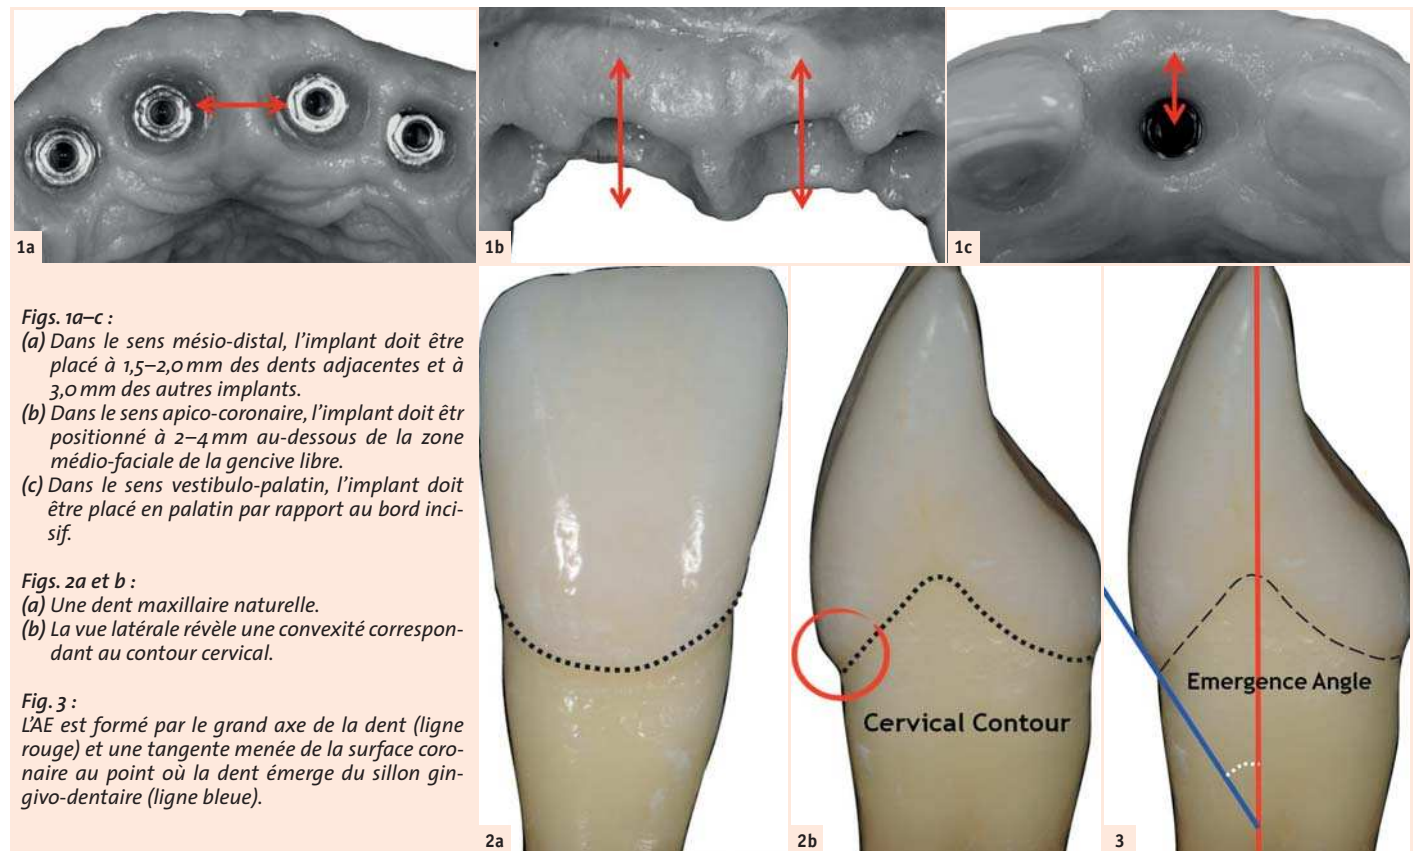 1a
1b
1c
Figs. 1a–c :
(a) Dans le sens mésio-distal, l’implant doit être
placé à 1,5–2,0 mm des dents adjacentes et à
3,0 mm des autres implants.
(b) Dans le sens apico-coronaire, l’implant doit êtr
positionné à 2–4 mm au-dessous de la zone
médio-faciale de la gencive libre.
(c) Dans le sens vestibulo-palatin, l’implant doit
être placé en palatin par rapport au bord inci-
sif.
Figs. 2a et b :
(a) Une dent maxillaire naturelle.
(b) La vue latérale révèle une convexité correspon-
dant au contour cervical.
Fig. 3 :
L’AE est formé par le grand axe de la dent (ligne
rouge) et une tangente menée de la surface coro-
naire au point où la dent émerge du sillon gin-
givo-dentaire (ligne bleue).
2a
Cervical Contour
2b
Emergence Angle
3